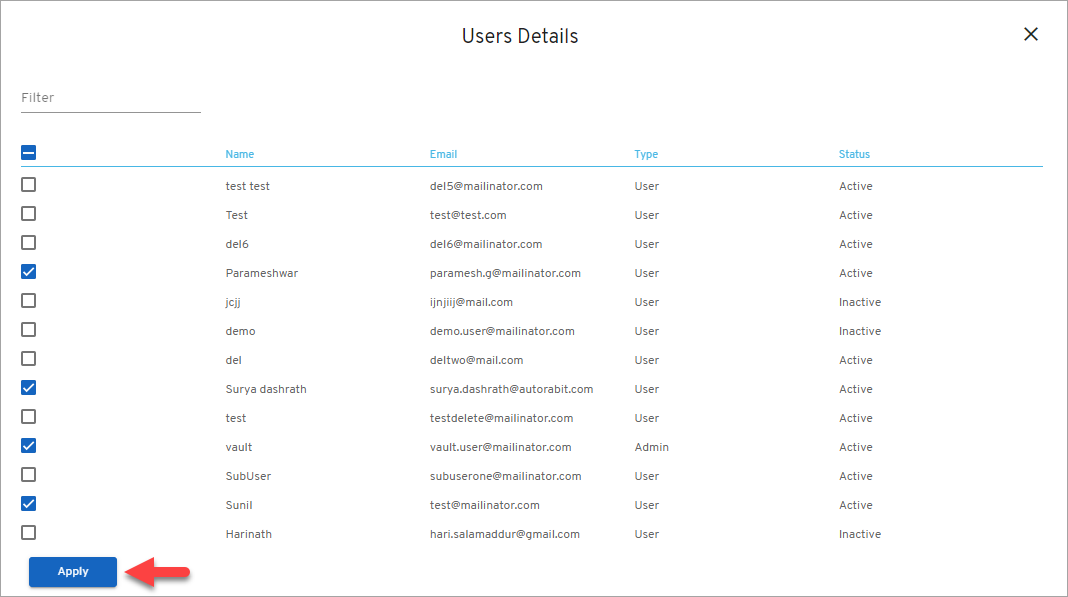 Users Details
Filter
Name Email Type Status
test test del5@mailinator.com User Active
Test test@test.com User Active
del6 del6@mailinator.com User Active
Parameshwar paramesh.g@mailinator.com User Active
jcjj ijnjiij@mail.com User Inactive
demo demo.user@mailinator.com User Inactive
del deltwo@mail.com User Active
Surya dashrath surya.dashrath@autorabit.com User Active
test testdelete@mailinator.com User Active
vault vault.user@mailinator.com Admin Active
SubUser subuserone@mailinator.com User Active
Sunil test@mailinator.com User Active
Harinath hari.salamaddur@gmail.com User Inactive
Apply